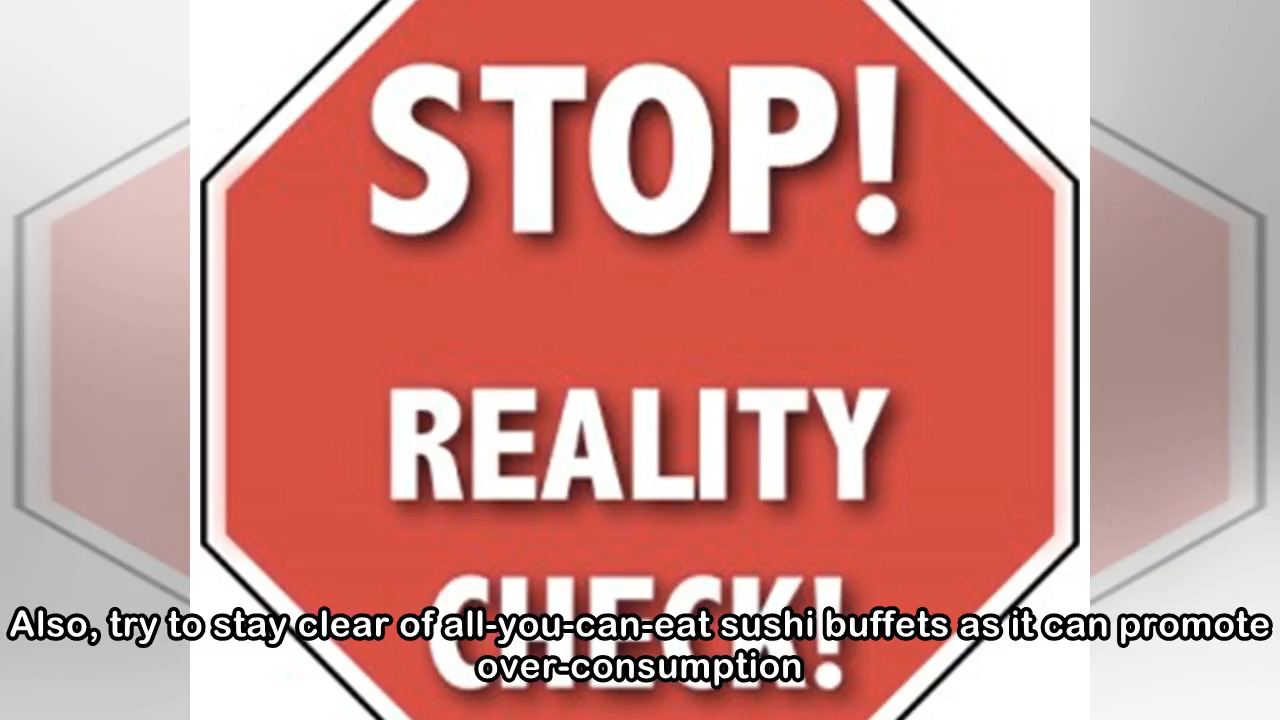 STOP!
REALITY
CHECK!
Also, try to stay clear of all-you-can-eat sushi buffets as it can promote
over-consumption